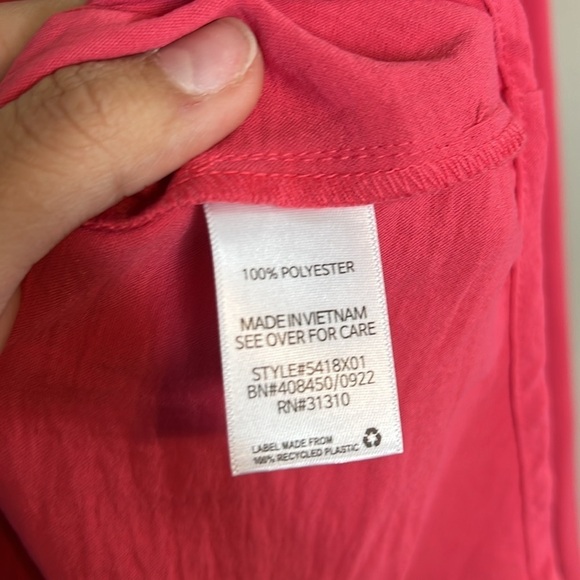 100% POLYESTER
MADE IN VIETNAM
SEE OVER FOR CARE
STYLE#5418X01
BN#408450/0922
RN#31310
LABEL MADE FROM
100% RECYCLED PLASTIC